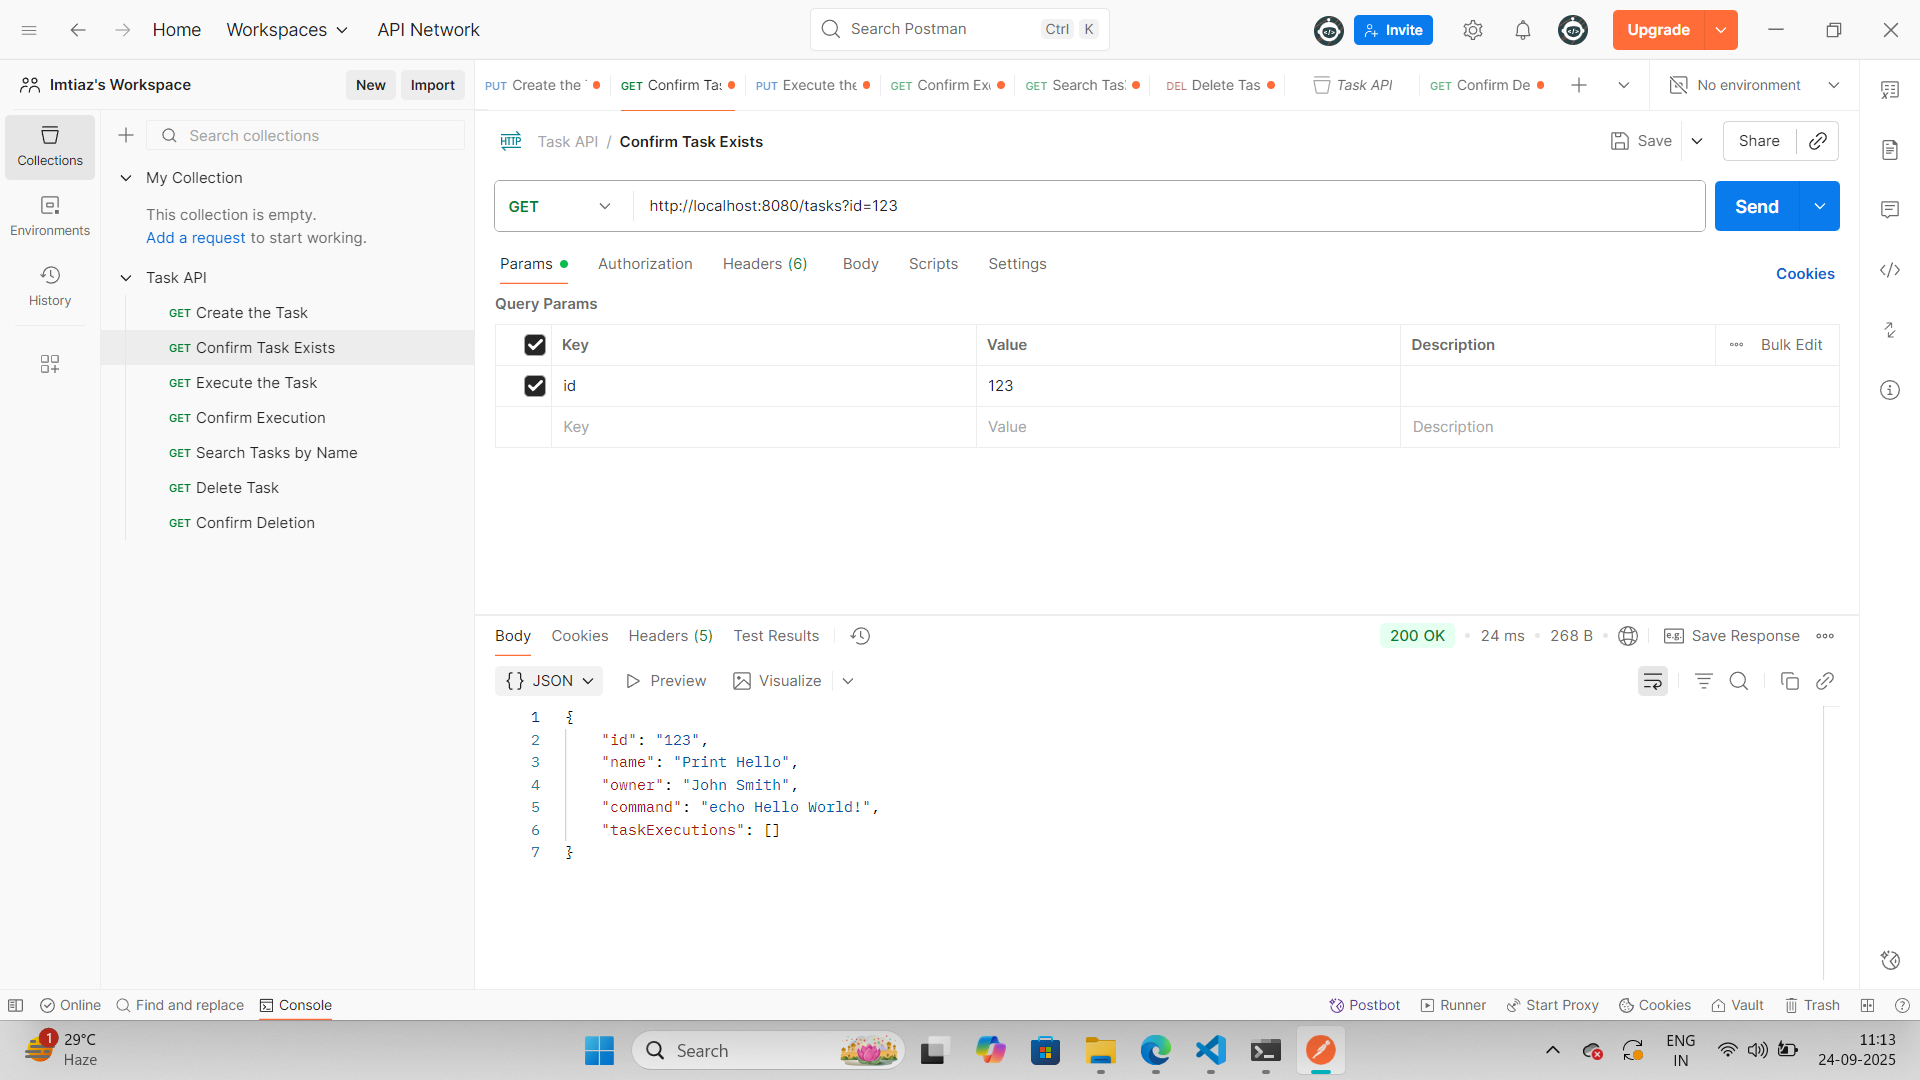 Home
Workspaces
API Network
Search Postman
Ctrl
K
Invite
Upgrade
Imtiaz's Workspace
New
Import
PUT Create the
GET Confirm Tas
PUT Execute the
GET Confirm Ex
GET Search Tas
DEL Delete Tas
Task API
GET Confirm De
No environment
Collections
Environments
History
Search collections
My Collection
This collection is empty.
Add a request to start working.
Task API
GET Create the Task
GET Confirm Task Exists
GET Execute the Task
GET Confirm Execution
GET Search Tasks by Name
GET Delete Task
GET Confirm Deletion
HTTP
Task API / Confirm Task Exists
Save
Share
GET
http://localhost:8080/tasks?id=123
Send
Params
Authorization
Headers (6)
Body
Scripts
Settings
Cookies
Query Params
Key
Value
Description
Bulk Edit
id
123
Key
Value
Description
Body
Cookies
Headers (5)
Test Results
200 OK
24 ms
268 B
e.g. Save Response
{} JSON
Preview
Visualize
1 {
2 "id": "123",
3 "name": "Print Hello",
4 "owner": "John Smith",
5 "command": "echo Hello World!",
6 "taskExecutions": []
7 }
Online
Find and replace
Console
Postbot
Runner
Start Proxy
Cookies
Vault
Trash
1
29°C
Haze
Search
ENG
IN
11:13
24-09-2025